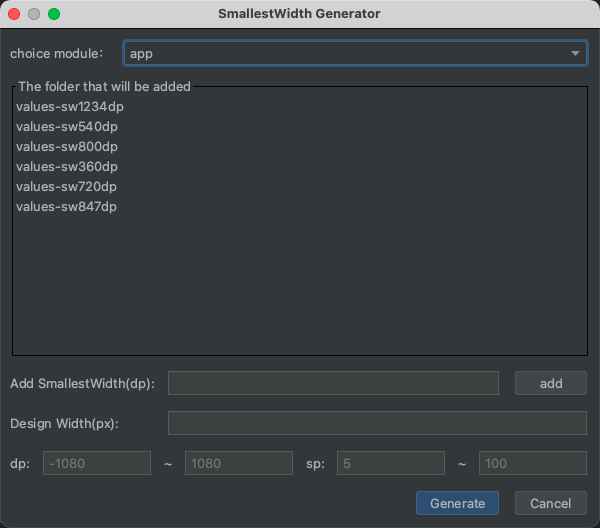 SmallestWidth Generator
choice module:
app
The folder that will be added
values-sw1234dp
values-sw540dp
values-sw800dp
values-sw360dp
values-sw720dp
values-sw847dp
Add SmallestWidth(dp): add
Design Width(px):
dp: -1080 ~ 1080 sp: 5 ~ 100
Generate Cancel